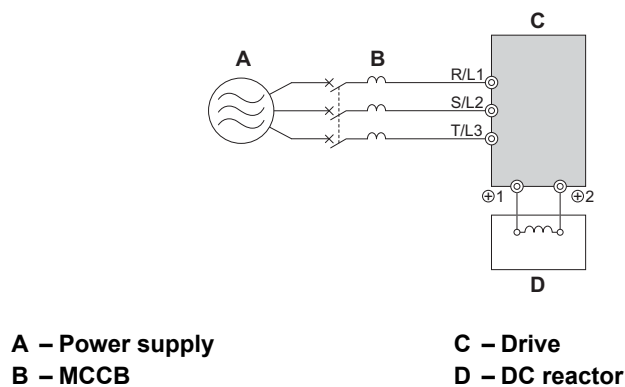 C
A
B
R/L1
S/L2
T/L3
⊕1
⊕2
D
A – Power supply
B – MCCB
C – Drive
D – DC reactor